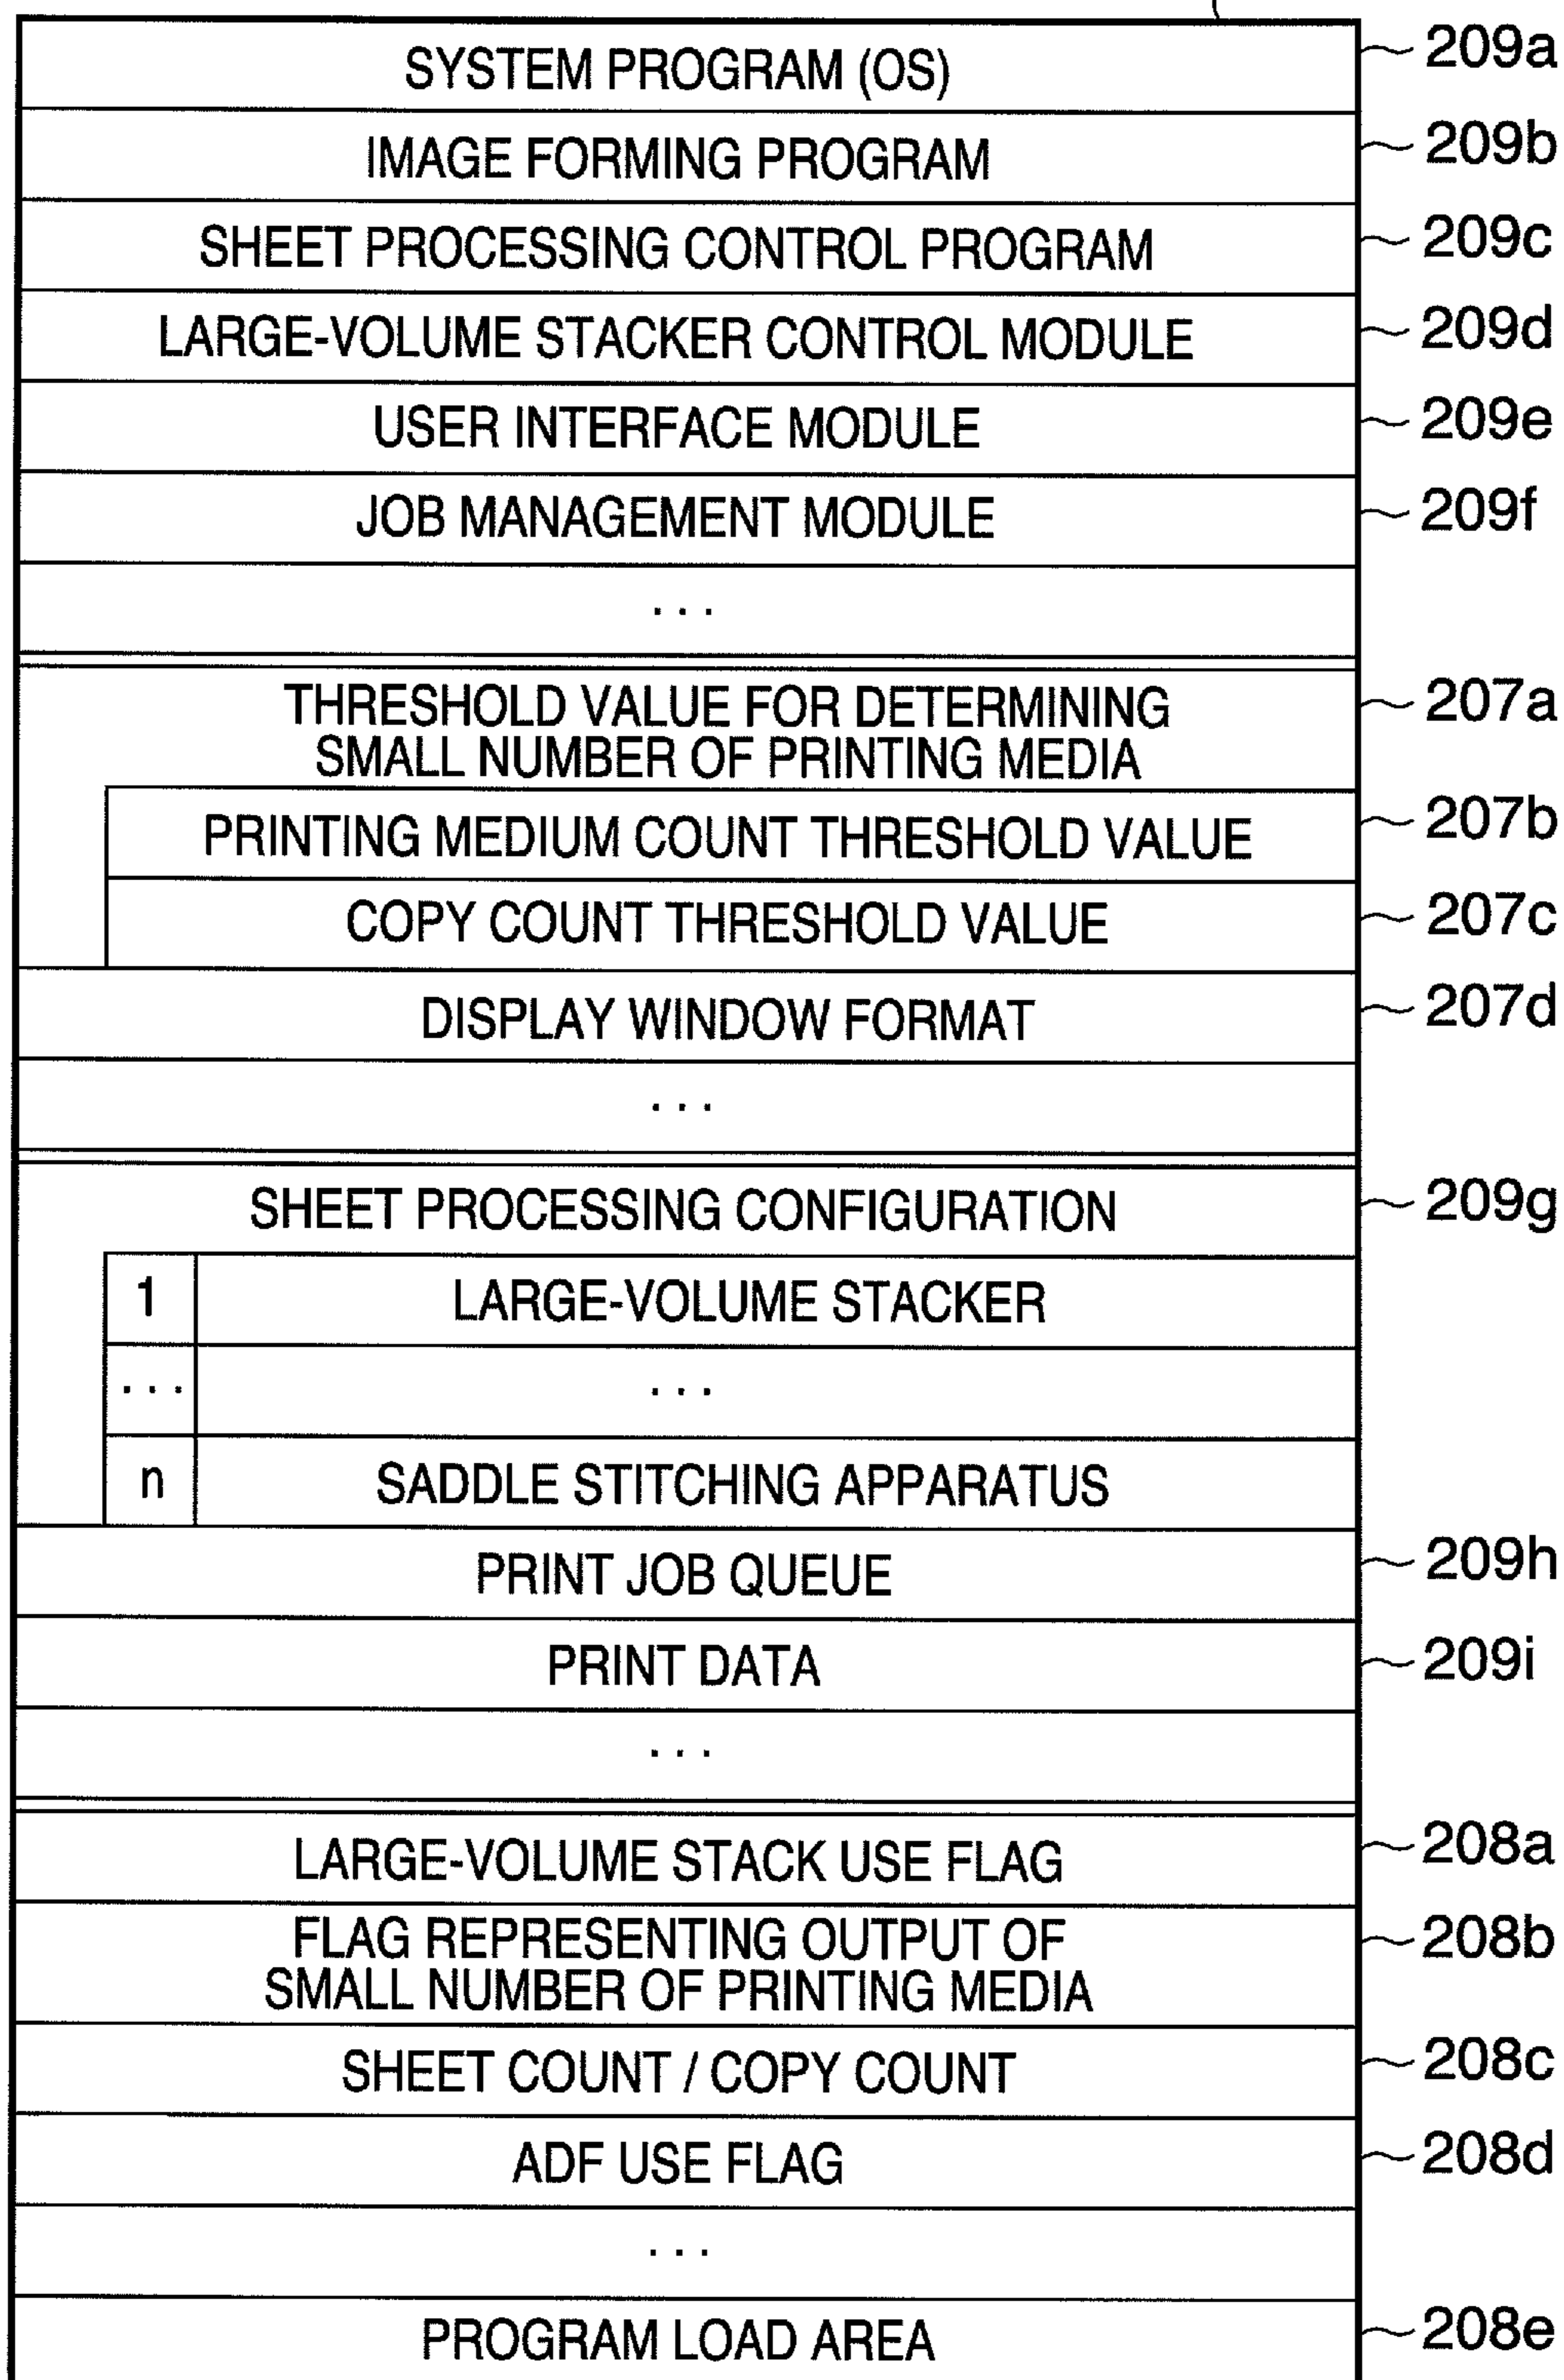 SYSTEM PROGRAM (OS) 209a
IMAGE FORMING PROGRAM 209b
SHEET PROCESSING CONTROL PROGRAM 209c
LARGE-VOLUME STACKER CONTROL MODULE 209d
USER INTERFACE MODULE 209e
JOB MANAGEMENT MODULE 209f
...
THRESHOLD VALUE FOR DETERMINING 207a
SMALL NUMBER OF PRINTING MEDIA
PRINTING MEDIUM COUNT THRESHOLD VALUE 207b
COPY COUNT THRESHOLD VALUE 207c
DISPLAY WINDOW FORMAT 207d
...
SHEET PROCESSING CONFIGURATION 209g
1 LARGE-VOLUME STACKER
... ...
n SADDLE STITCHING APPARATUS
PRINT JOB QUEUE 209h
PRINT DATA 209i
...
LARGE-VOLUME STACK USE FLAG 208a
FLAG REPRESENTING OUTPUT OF 208b
SMALL NUMBER OF PRINTING MEDIA
SHEET COUNT / COPY COUNT 208c
ADF USE FLAG 208d
...
PROGRAM LOAD AREA 208e